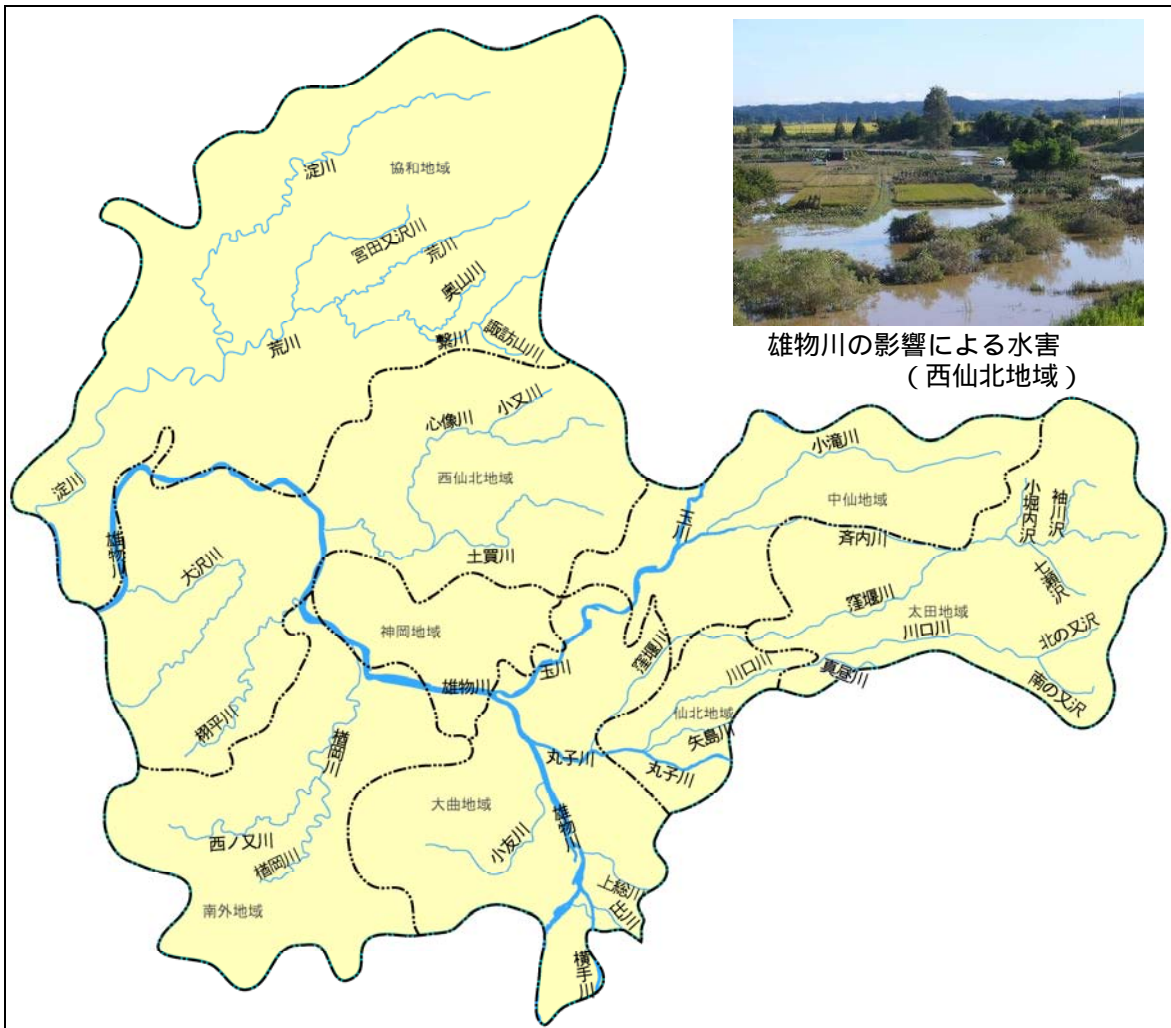 雄物川の影響による水害
（西仙北地域）
淀川
協和地域
宮田又沢川
荒川
奥山川
荒川
繋川
諏訪山川
小又川
心像川
西仙北地域
小滝川
淀川
雄物川
玉川
中仙地域
小堀内沢
袖川沢
土買川
斉内川
大沢川
七瀬沢
窪堰川
太田地域
神岡地域
川口川
北の又沢
窪堰川
玉川
川口川
真昼川
南の又沢
雄物川
仙北地域
栩平川
楢岡川
矢島川
丸子川
丸子川
大曲地域
雄物川
小友川
西ノ又川
楢岡川
上総川
出川
南外地域
横手川